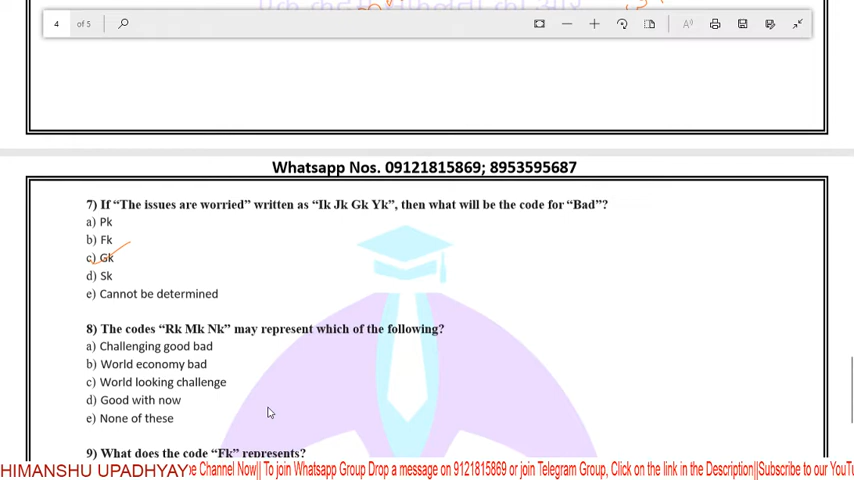 4 of 5
Whatsapp Nos. 09121815869; 8953595687
7) If “The issues are worried” written as “Ik Jk Gk Yk”, then what will be the code for “Bad”?
a) Pk
b) Fk
c) Gk
d) Sk
e) Cannot be determined
8) The codes “Rk Mk Nk” may represent which of the following?
a) Challenging good bad
b) World economy bad
c) World looking challenge
d) Good with now
e) None of these
9) What does the code “Fk” represents?
HIMANSHU UPADHYAY ne Channel Now|| To join Whatsapp Group Drop a message on 9121815869 or join Telegram Group, Click on the link in the Description||Subscribe to our YouTu